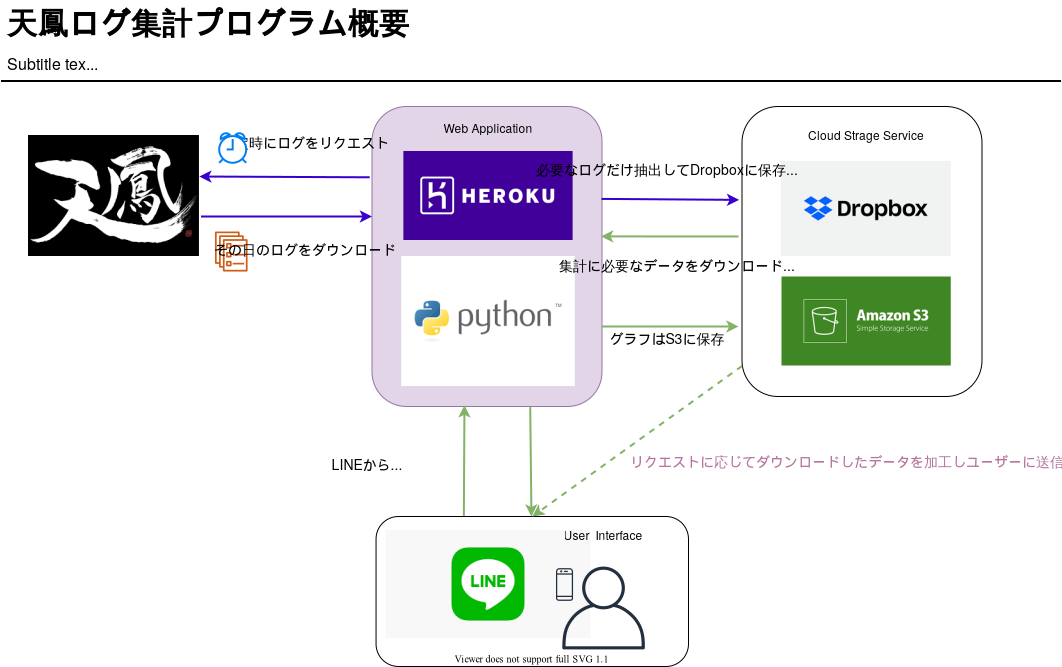 天鳳ログ集計プログラム概要
Subtitle tex...
Web Application
Cloud Strage Service
時にログをリクエスト
天鳳
HEROKU
必要なログだけ抽出してDropboxに保存...
Dropbox
その日のログをダウンロード
集計に必要なデータをダウンロード...
python™
Amazon S3
Simple Storage Service
グラフはS3に保存
LINEから...
リクエストに応じてダウンロードしたデータを加工しユーザーに送信
User Interface
LINE
Viewer does not support full SVG 1.1